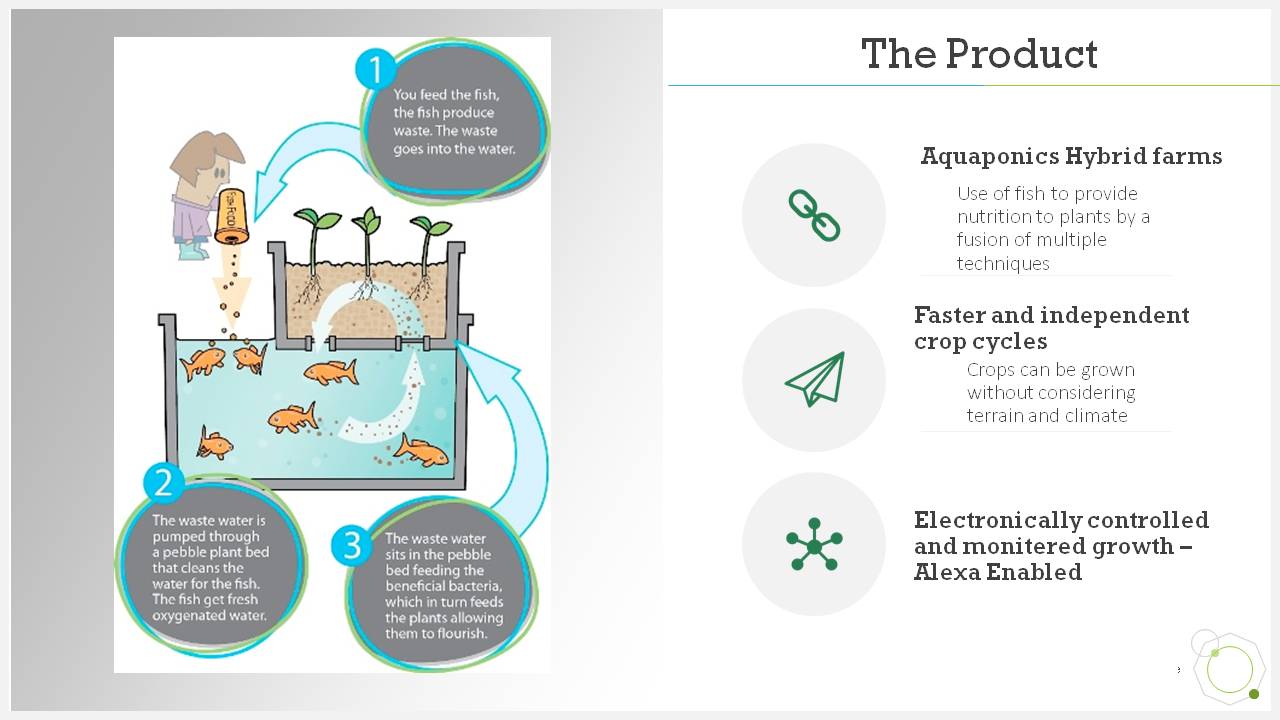 The Product
1
You feed the fish,
the fish produce
waste. The waste
goes into the water.
FISH FOOD
2
The waste water is
pumped through
a pebble plant bed
that cleans the
water for the fish.
The fish get fresh
oxygenated water.
3
The waste water
sits in the pebble
bed feeding the
beneficial bacteria,
which in turn feeds
the plants allowing
them to flourish.
Aquaponics Hybrid farms
Use of fish to provide
nutrition to plants by a
fusion of multiple
techniques
Faster and independent
crop cycles
Crops can be grown
without considering
terrain and climate
Electronically controlled
and monitered growth –
Alexa Enabled